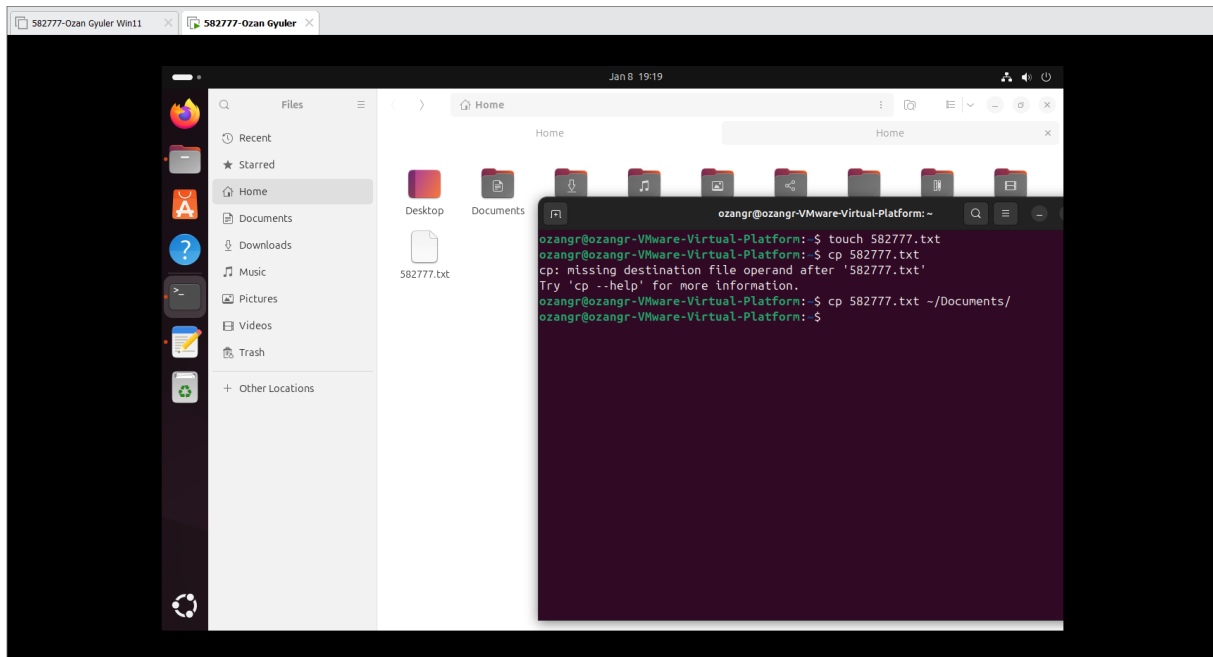 582777-Ozan Gyuler Win11
582777-Ozan Gyuler
Jan 8 19:19
Files
Home
Home
Home
Recent
Starred
Home
Documents
Downloads
Music
Pictures
Videos
Trash
Other Locations
Desktop
Documents
582777.txt
ozangr@ozangr-VMware-Virtual-Platform: ~
ozangr@ozangr-VMware-Virtual-Platform:~$ touch 582777.txt
ozangr@ozangr-VMware-Virtual-Platform:~$ cp 582777.txt
cp: missing destination file operand after '582777.txt'
Try 'cp --help' for more information.
ozangr@ozangr-VMware-Virtual-Platform:~$ cp 582777.txt ~/Documents/
ozangr@ozangr-VMware-Virtual-Platform:~$